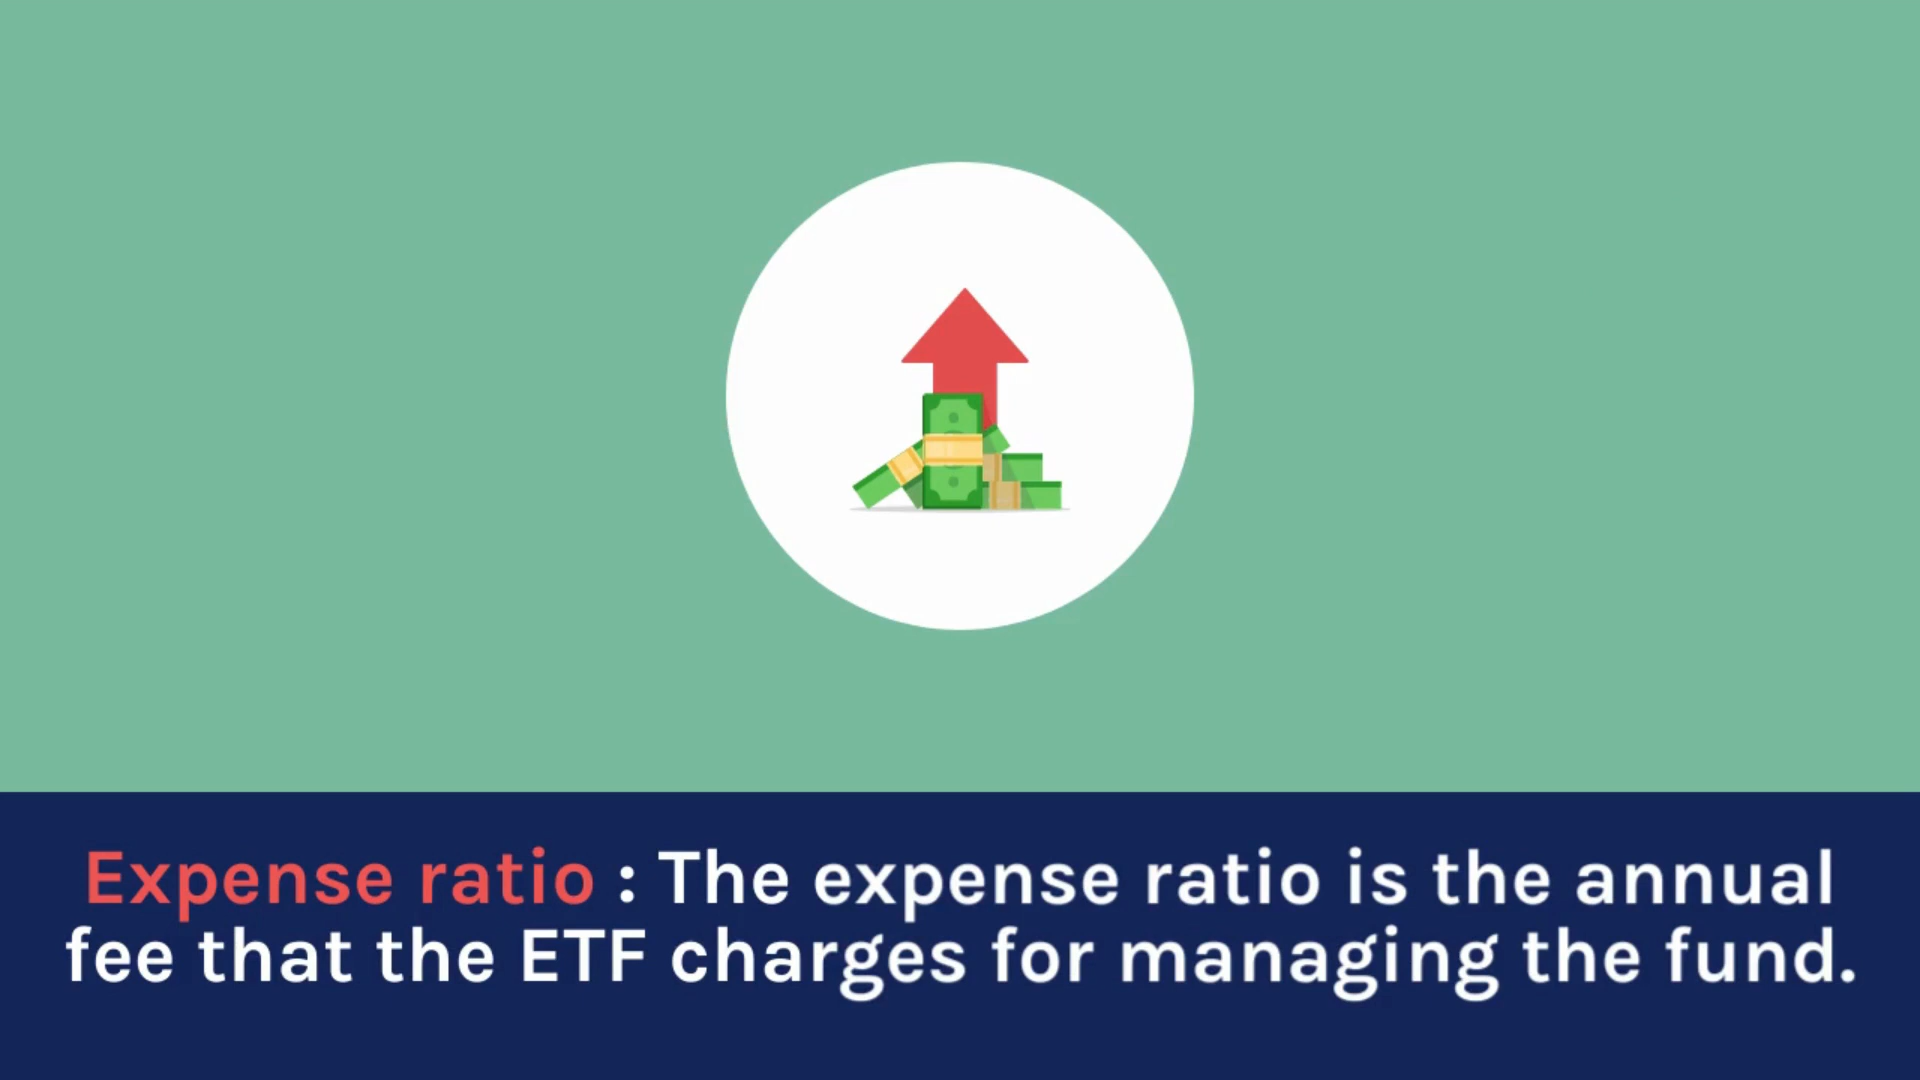 Expense ratio : The expense ratio is the annual
fee that the ETF charges for managing the fund.